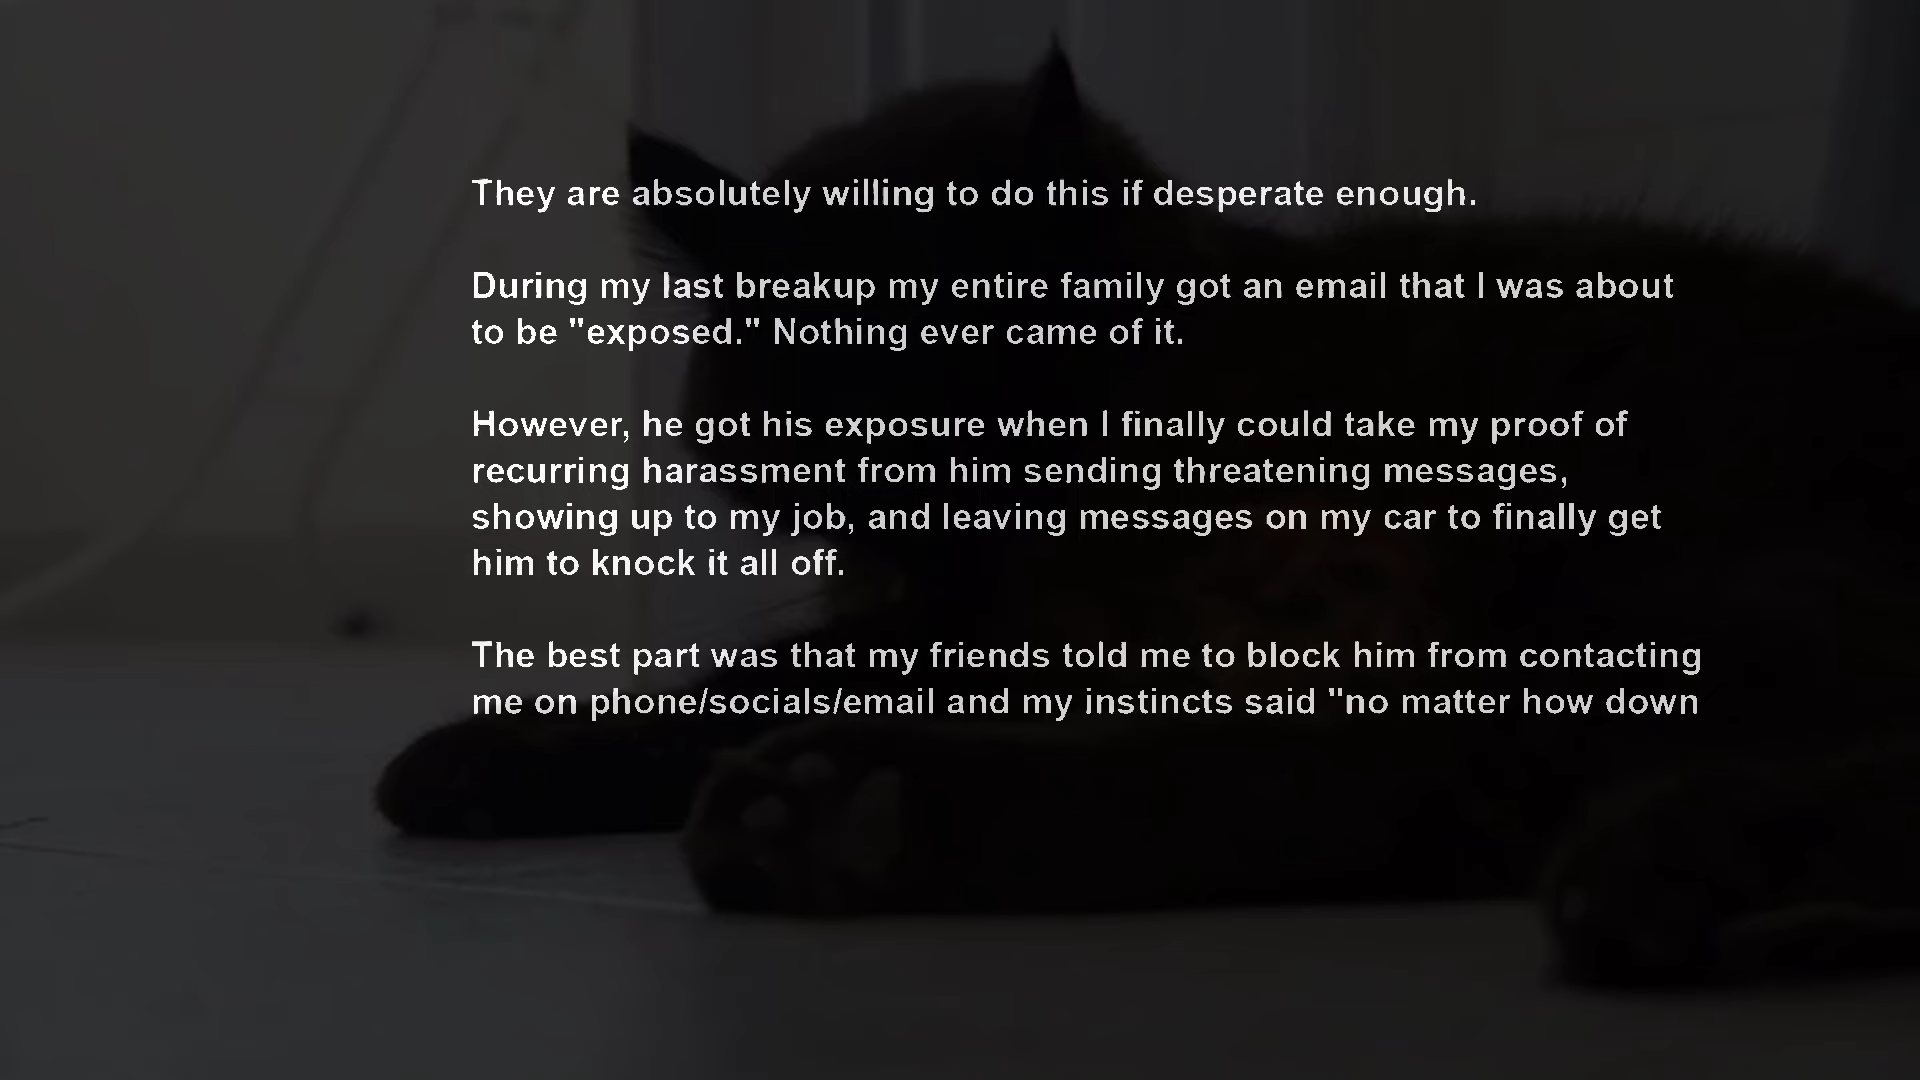 They are absolutely willing to do this if desperate enough.
During my last breakup my entire family got an email that I was about
to be "exposed." Nothing ever came of it.
However, he got his exposure when I finally could take my proof of
recurring harassment from him sending threatening messages,
showing up to my job, and leaving messages on my car to finally get
him to knock it all off.
The best part was that my friends told me to block him from contacting
me on phone/socials/email and my instincts said "no matter how down